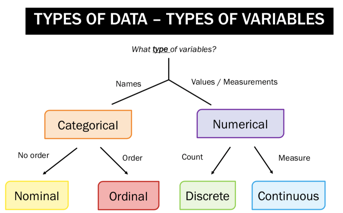 TYPES OF DATA – TYPES OF VARIABLES
What type of variables?
Names
Values / Measurements
Categorical
Numerical
No order
Order
Count
Measure
Nominal
Ordinal
Discrete
Continuous